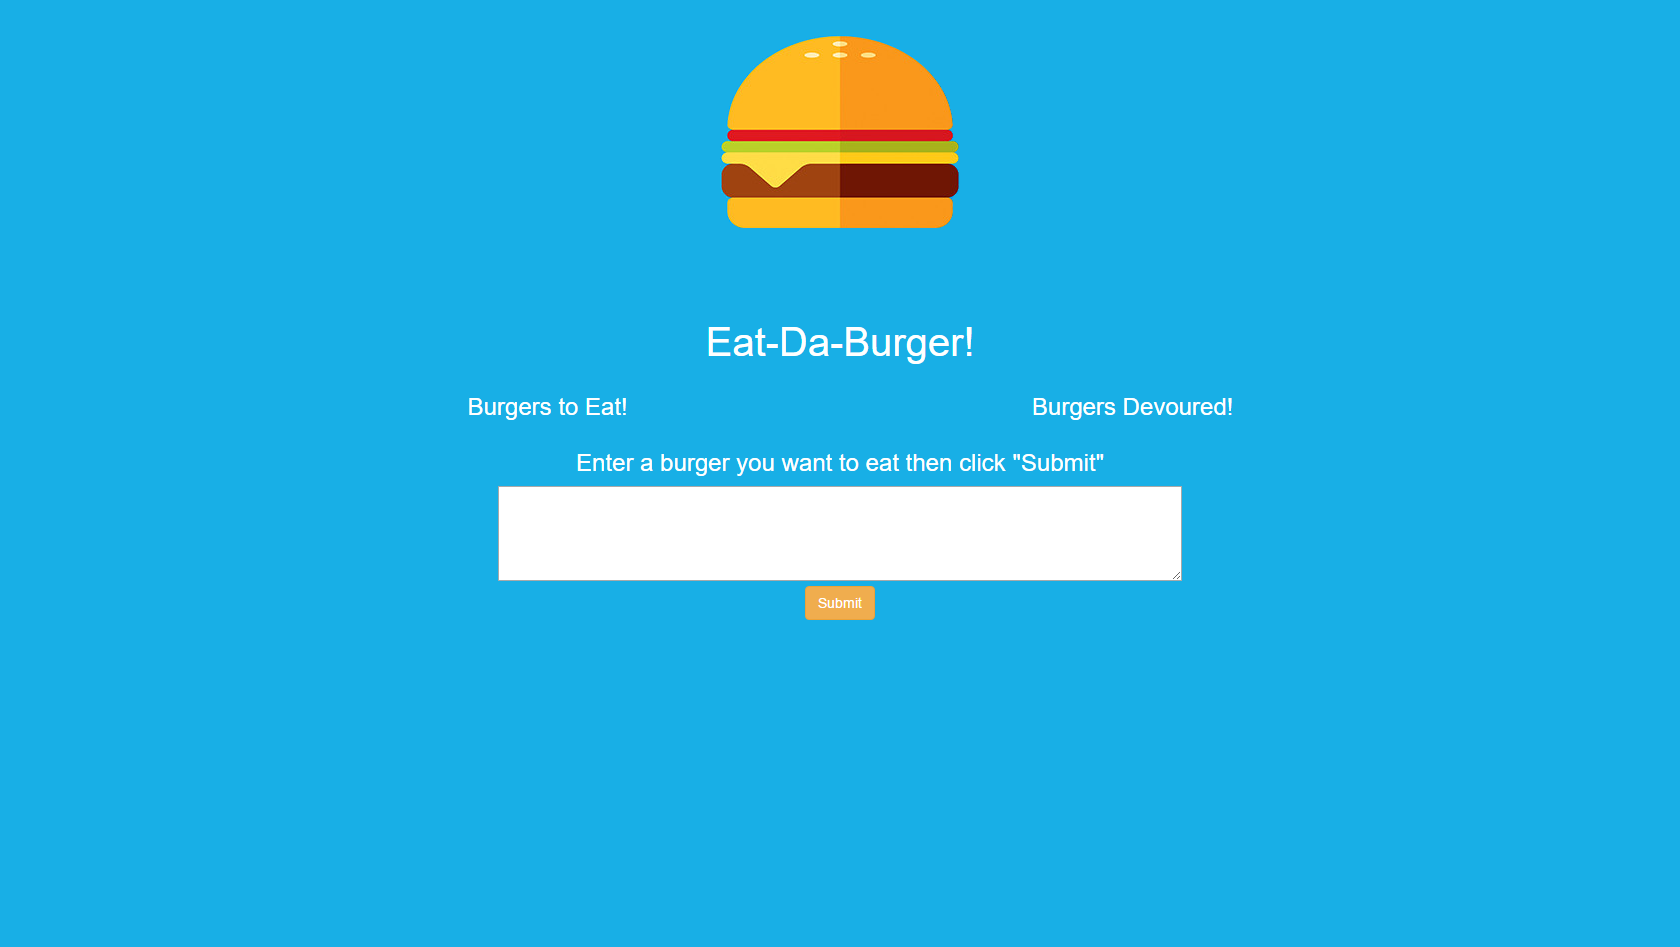 Eat-Da-Burger!
Burgers to Eat!
Burgers Devoured!
Enter a burger you want to eat then click "Submit"
Submit